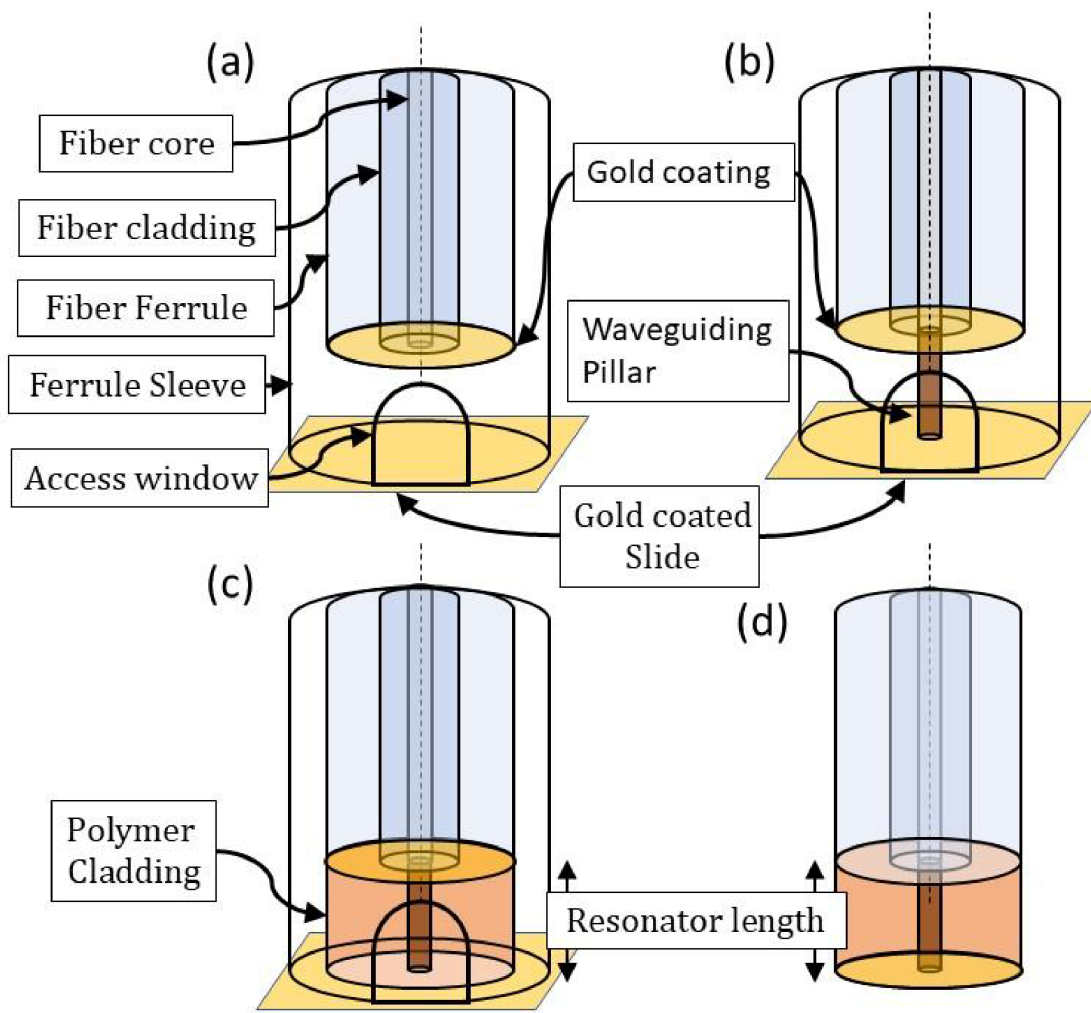 (a)
(b)
Fiber core
Gold coating
Fiber cladding
Fiber Ferrule
Waveguiding
Pillar
Ferrule Sleeve
Access window
Gold coated
Slide
(c)
(d)
Polymer
Cladding
Resonator length